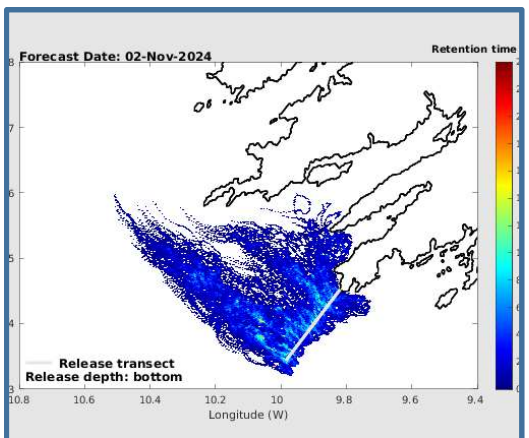 Retention time
Forecast Date: 02-Nov-2024
8
7
6
5
4
3
Release transect
Release depth: bottom
10.8 10.6 10.4 10.2 10 9.8 9.6 9.4
Longitude (W)